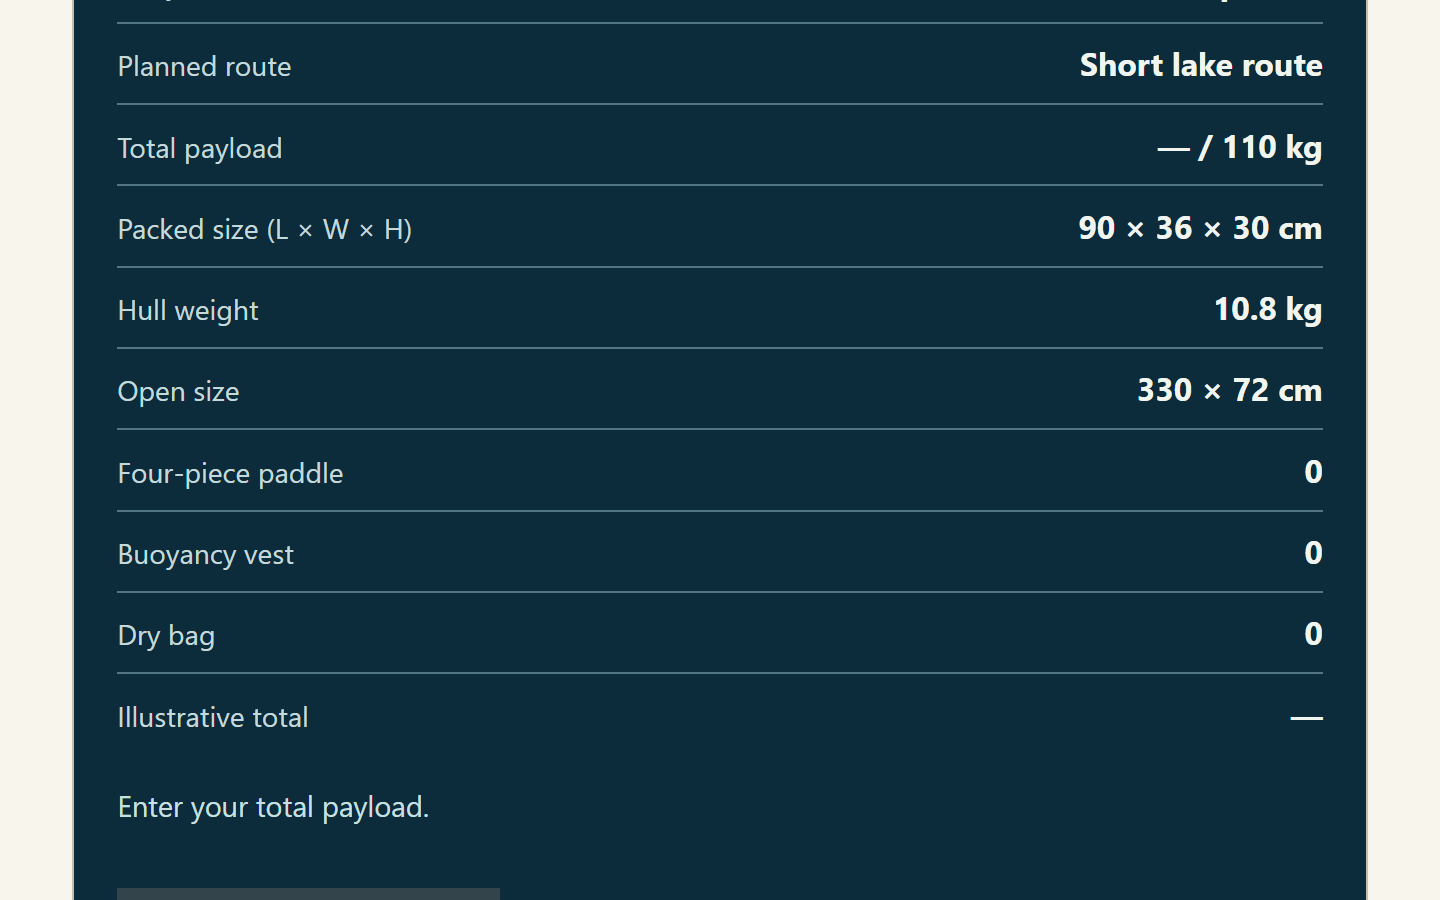 Planned route Short lake route
Total payload — / 110 kg
Packed size (L × W × H) 90 × 36 × 30 cm
Hull weight 10.8 kg
Open size 330 × 72 cm
Four-piece paddle 0
Buoyancy vest 0
Dry bag 0
Illustrative total —
Enter your total payload.